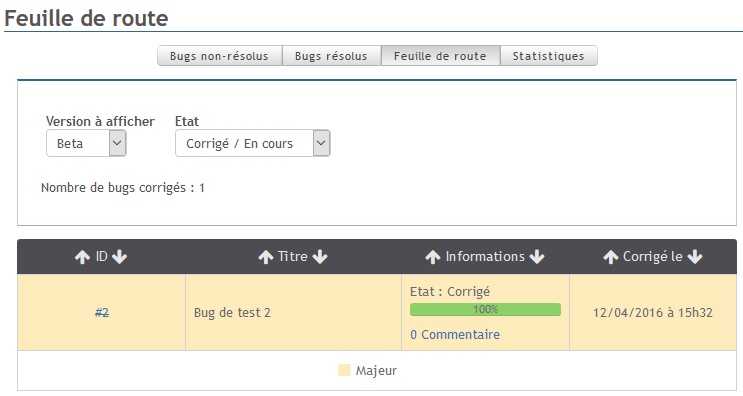 Feuille de route
Bugs non-résolus Bugs résolus Feuille de route Statistiques
Version à afficher Etat
Beta Corrigé / En cours
Nombre de bugs corrigés : 1
ID Titre Informations Corrigé le
Etat : Corrigé
100%
#2 Bug de test 2 12/04/2016 à 15h32
0 Commentaire
Majeur